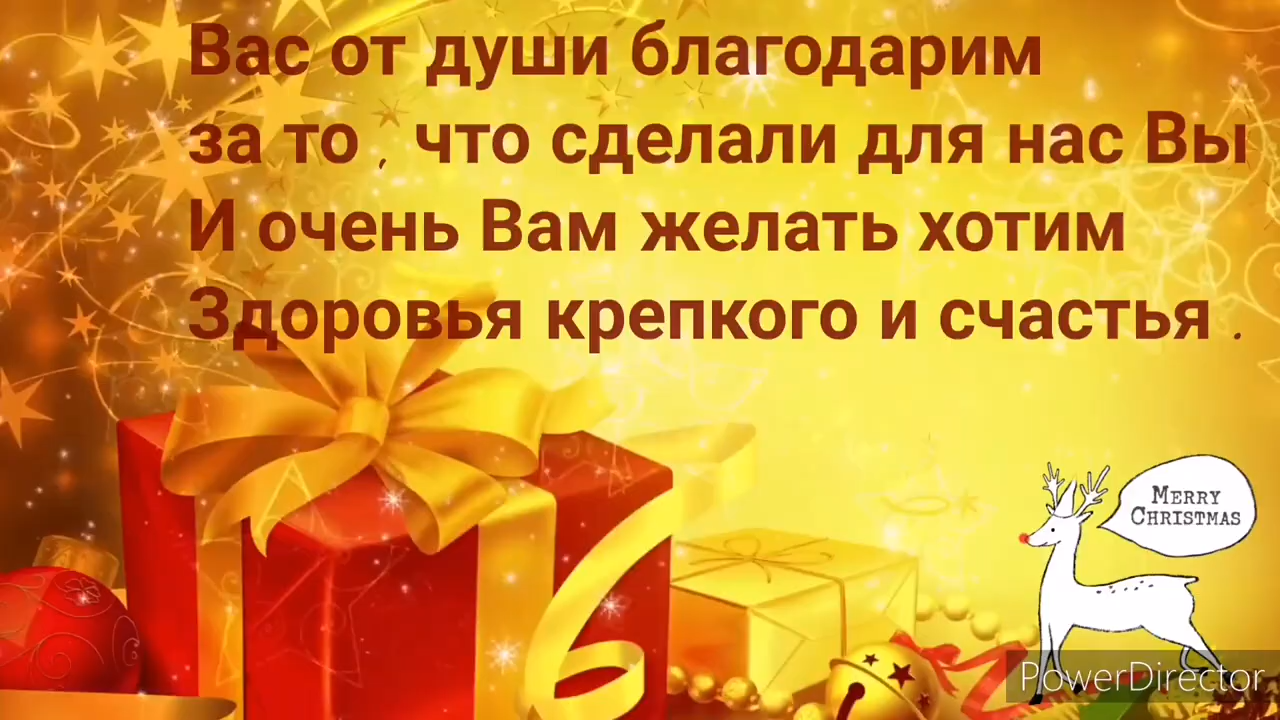 Вас от души благодарим
за то , что сделали для нас Вы
И очень Вам желать хотим
Здоровья крепкого и счастья .
MERRY
CHRISTMAS
PowerDirector